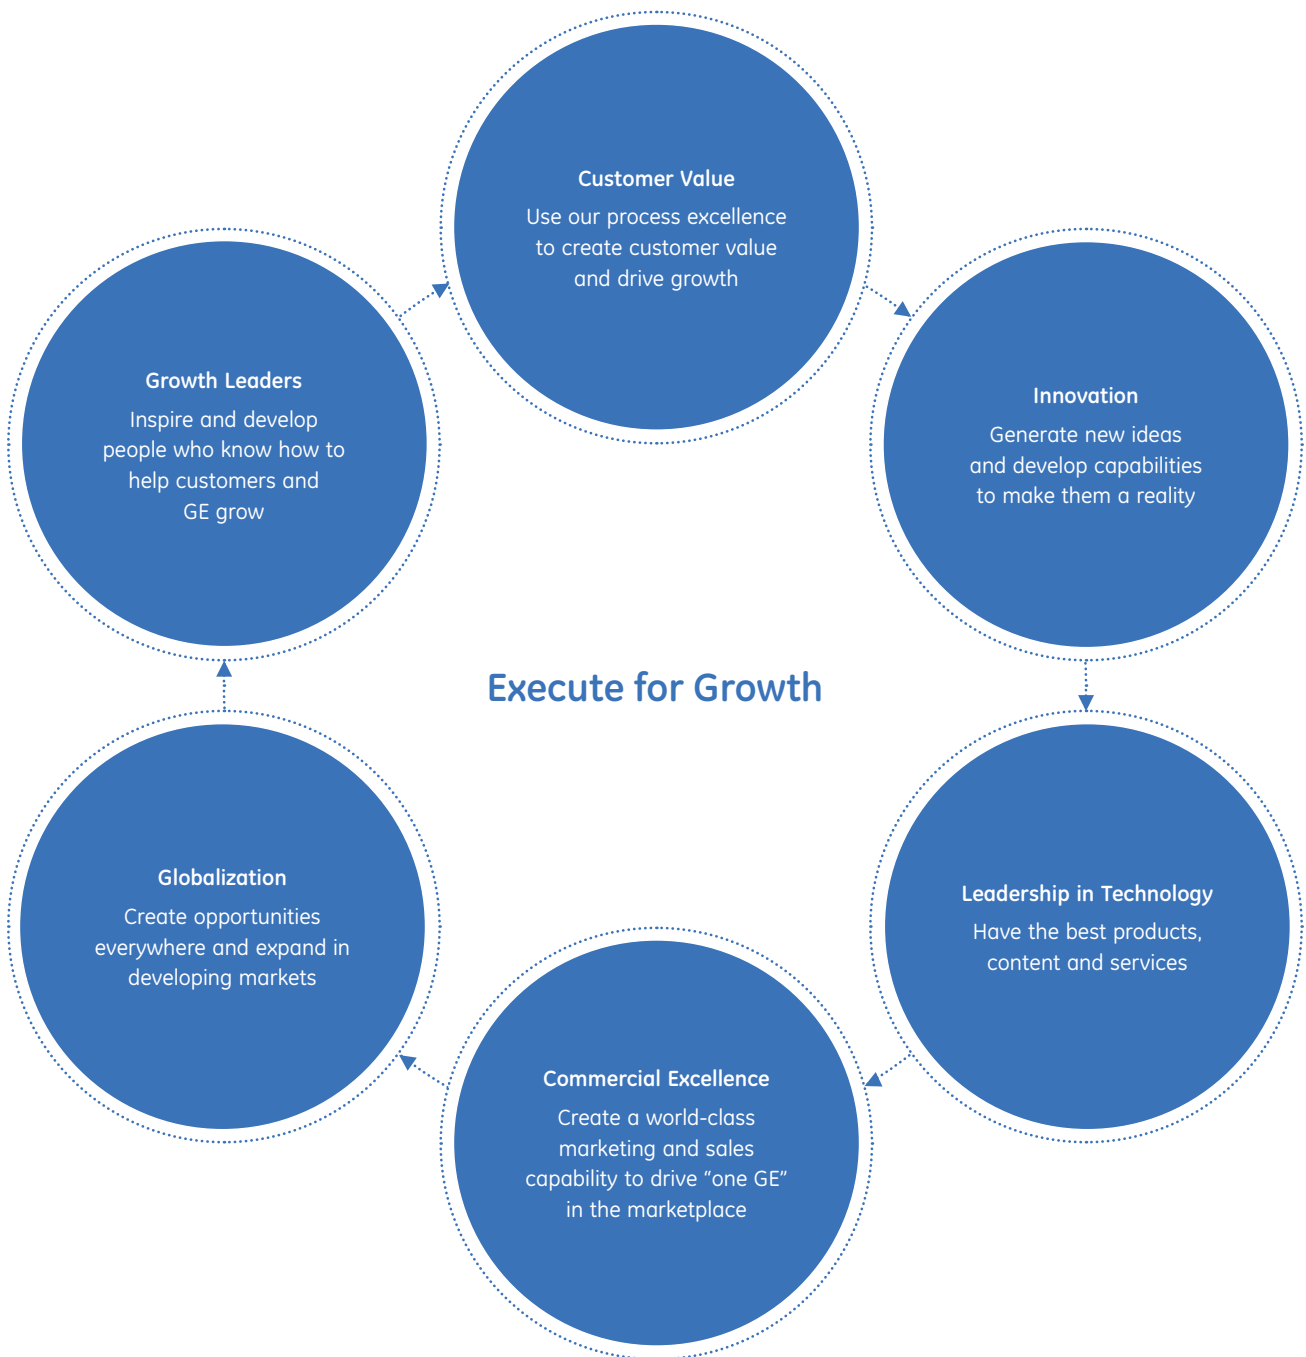 Customer Value
Use our process excellence
to create customer value
and drive growth
Innovation
Generate new ideas
and develop capabilities
to make them a reality
Leadership in Technology
Have the best products,
content and services
Commercial Excellence
Create a world-class
marketing and sales
capability to drive “one GE”
in the marketplace
Globalization
Create opportunities
everywhere and expand in
developing markets
Growth Leaders
Inspire and develop
people who know how to
help customers and
GE grow
Execute for Growth